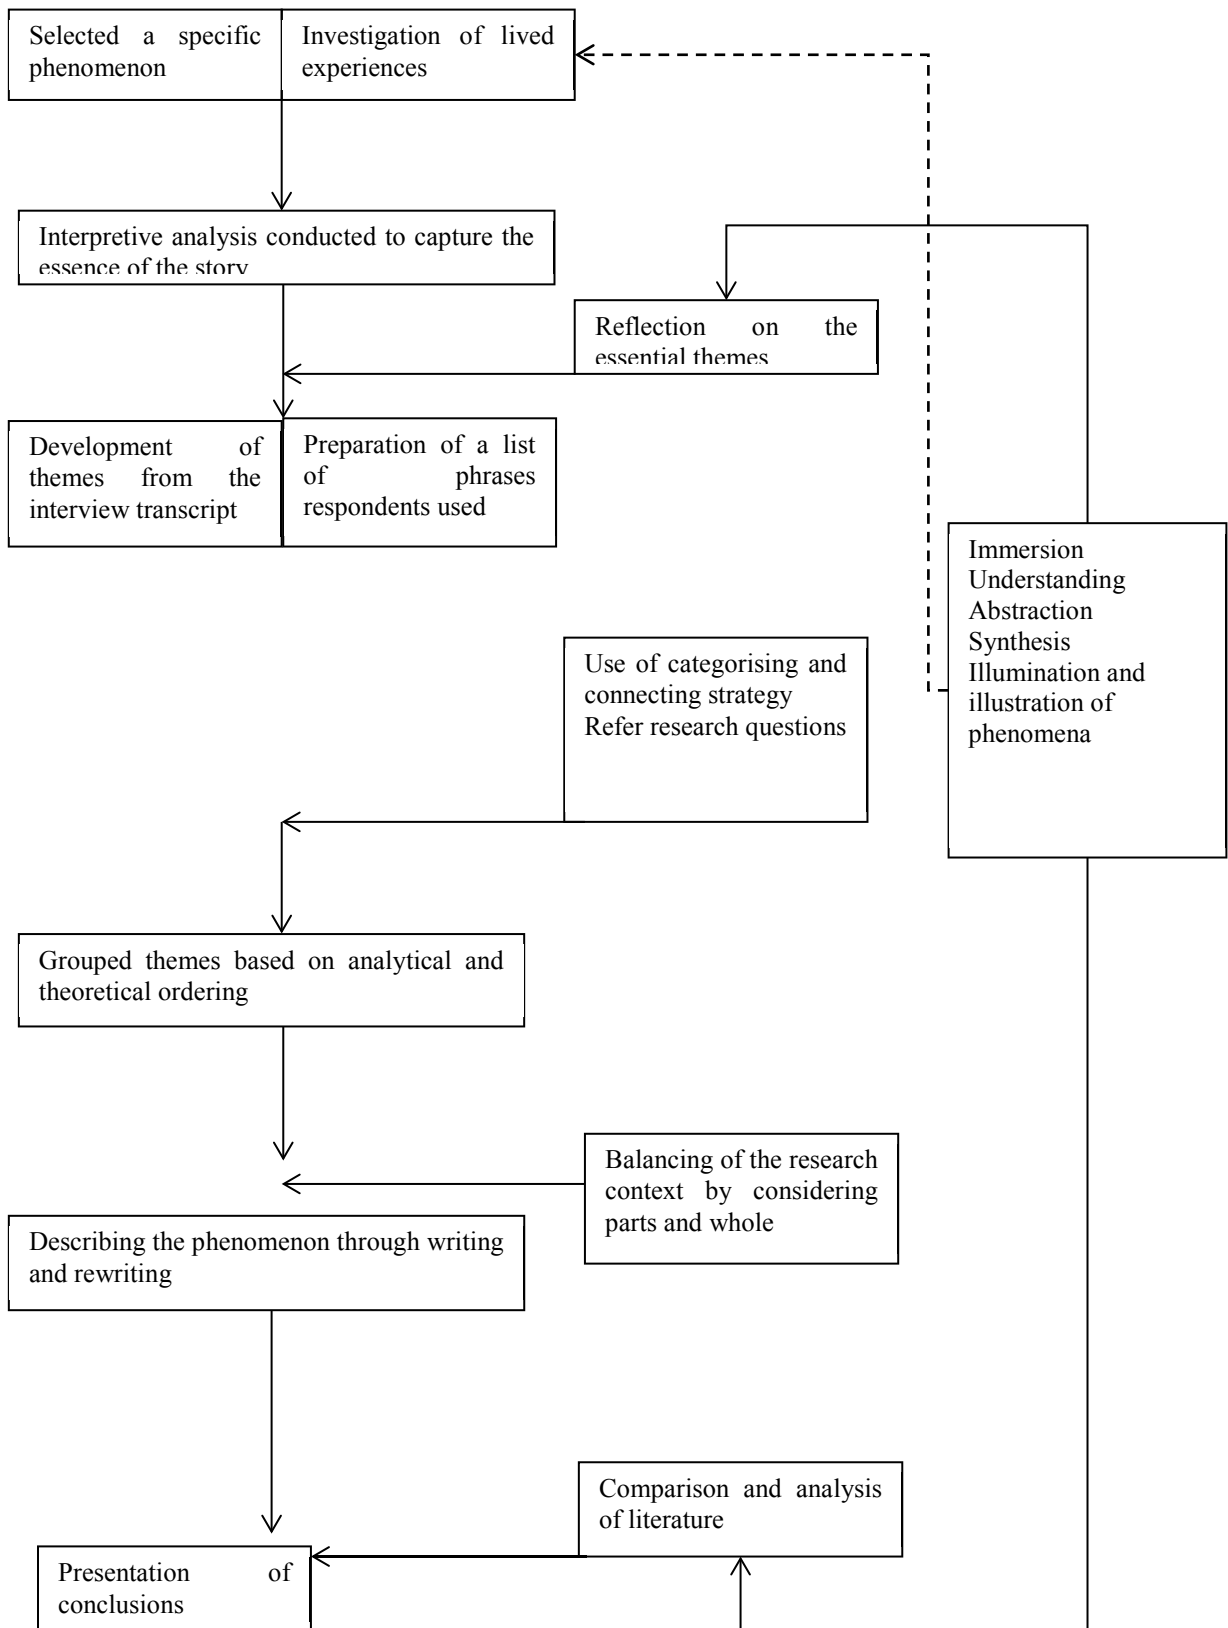 Selected a specific
phenomenon
Investigation of lived
experiences
Interpretive analysis conducted to capture the
essence of the story
Reflection on the
essential themes
Development of
themes from the
interview transcript
Preparation of a list
of phrases
respondents used
Immersion
Understanding
Abstraction
Synthesis
Illumination and
illustration of
phenomena
Use of categorising and
connecting strategy
Refer research questions
Grouped themes based on analytical and
theoretical ordering
Balancing of the research
context by considering
parts and whole
Describing the phenomenon through writing
and rewriting
Comparison and analysis
of literature
Presentation of
conclusions